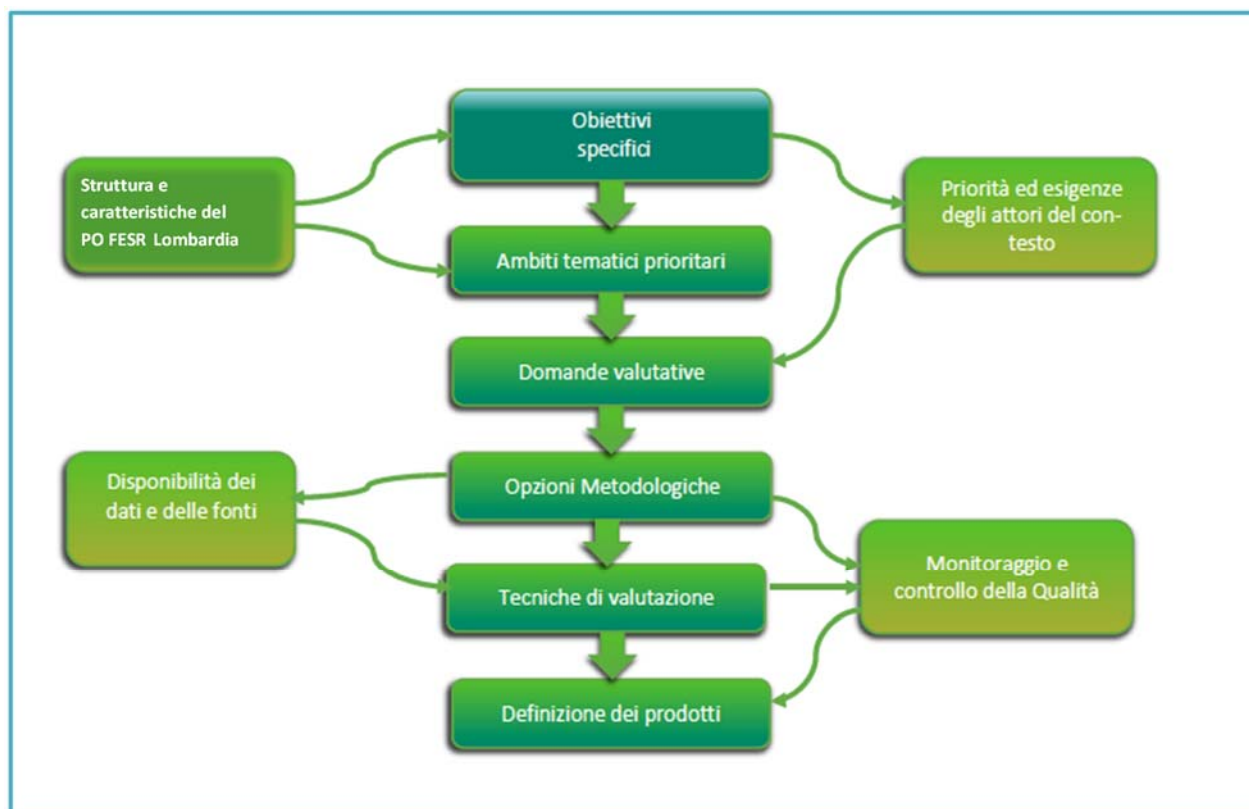 Obiettivi
specifici
Struttura e
caratteristiche del
PO FESR Lombardia
Priorità ed esigenze
degli attori del con-
testo
Ambiti tematici prioritari
Domande valutative
Disponibilità dei
dati e delle fonti
Opzioni Metodologiche
Monitoraggio e
controllo della Qualità
Tecniche di valutazione
Definizione dei prodotti